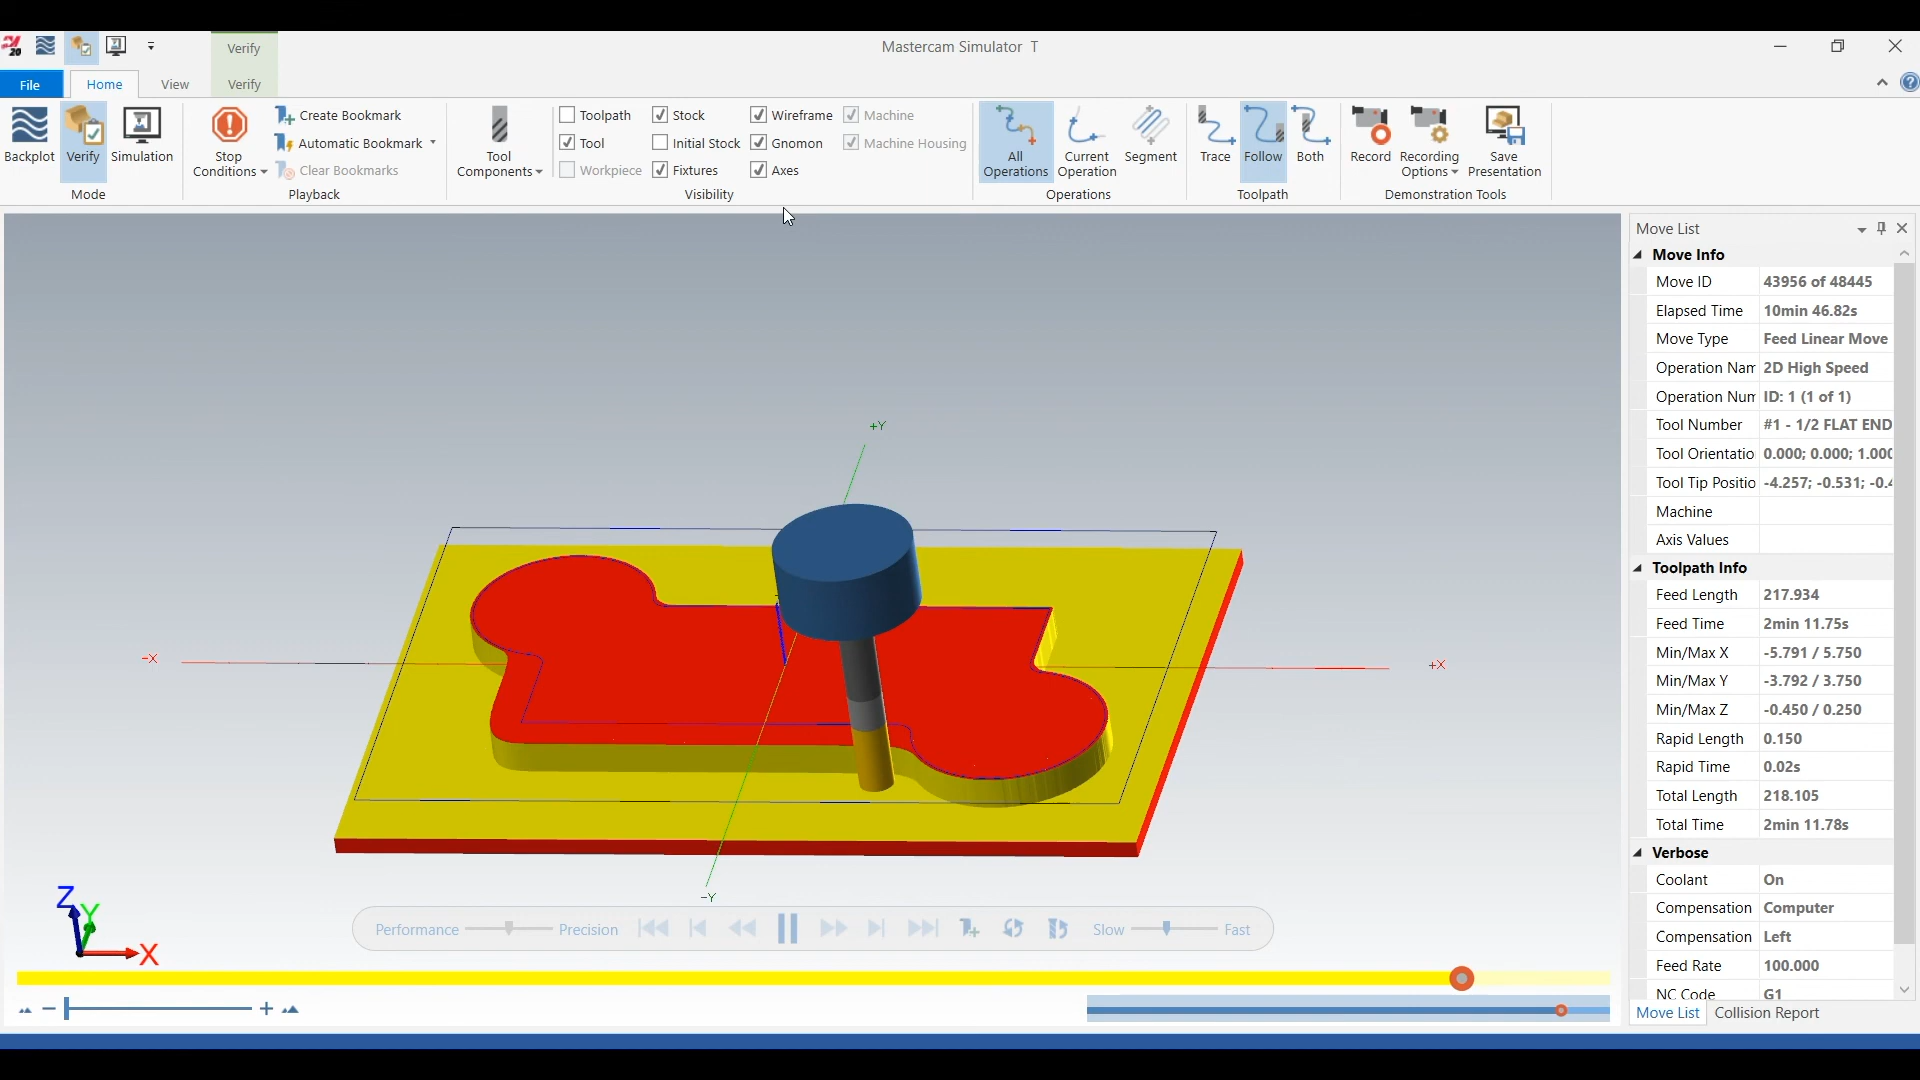 20
Verify
Mastercam Simulator T
File
Home
View
Verify
Backplot
Verify
Simulation
Mode
Stop Conditions
Create Bookmark
Automatic Bookmark
Clear Bookmarks
Playback
Tool Components
Toolpath
Tool
Workpiece
Stock
Initial Stock
Fixtures
Wireframe
Gnomon
Axes
Machine
Machine Housing
Visibility
All Operations
Current Operation
Segment
Operations
Trace
Follow
Both
Toolpath
Record
Recording Options
Save Presentation
Demonstration Tools
+Y
-X
+X
-Y
Z
Y
X
Performance
Precision
Slow
Fast
Move List
Move Info
Move ID 43956 of 48445
Elapsed Time 10min 46.82s
Move Type Feed Linear Move
Operation Nam 2D High Speed
Operation Num ID: 1 (1 of 1)
Tool Number #1 - 1/2 FLAT END
Tool Orientatio 0.000; 0.000; 1.000
Tool Tip Positio -4.257; -0.531; -0.4
Machine
Axis Values
Toolpath Info
Feed Length 217.934
Feed Time 2min 11.75s
Min/Max X -5.791 / 5.750
Min/Max Y -3.792 / 3.750
Min/Max Z -0.450 / 0.250
Rapid Length 0.150
Rapid Time 0.02s
Total Length 218.105
Total Time 2min 11.78s
Verbose
Coolant On
Compensation Computer
Compensation Left
Feed Rate 100.000
NC Code G1
Move List Collision Report